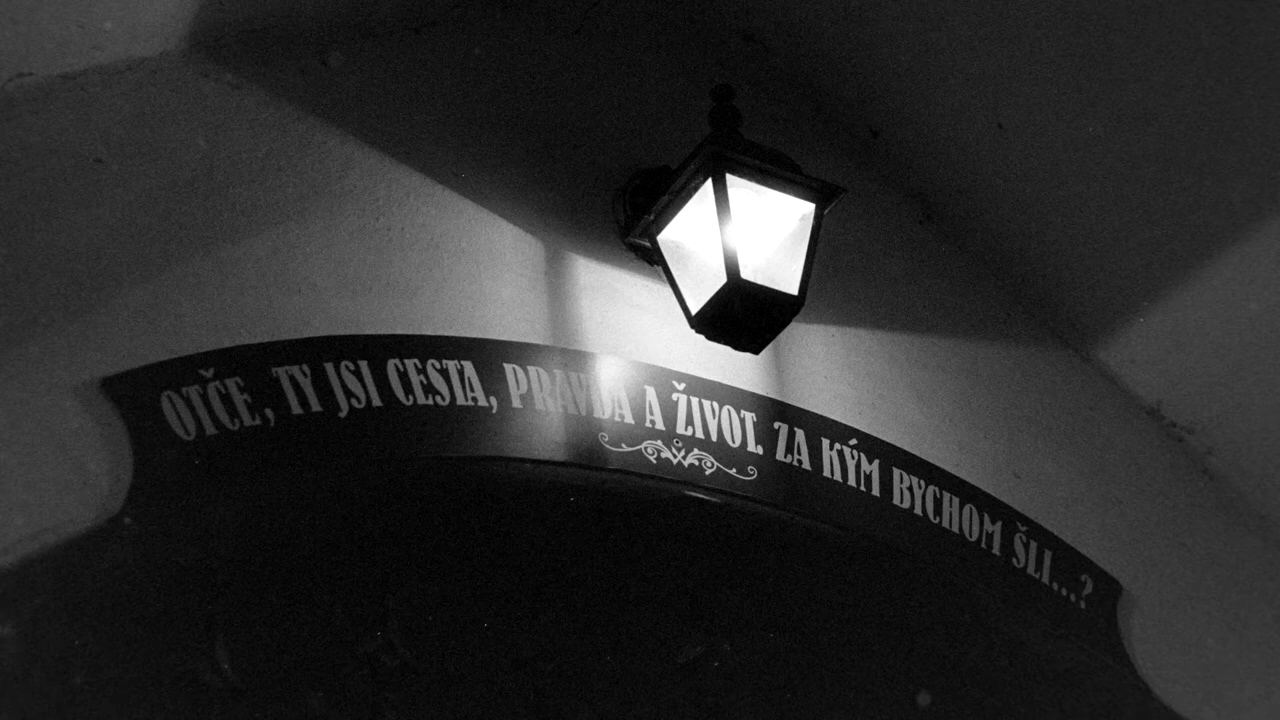 OTČE, TY JSI CESTA, PRAVDA A ŽIVOT. ZA KÝM BYCHOM ŠLI...?